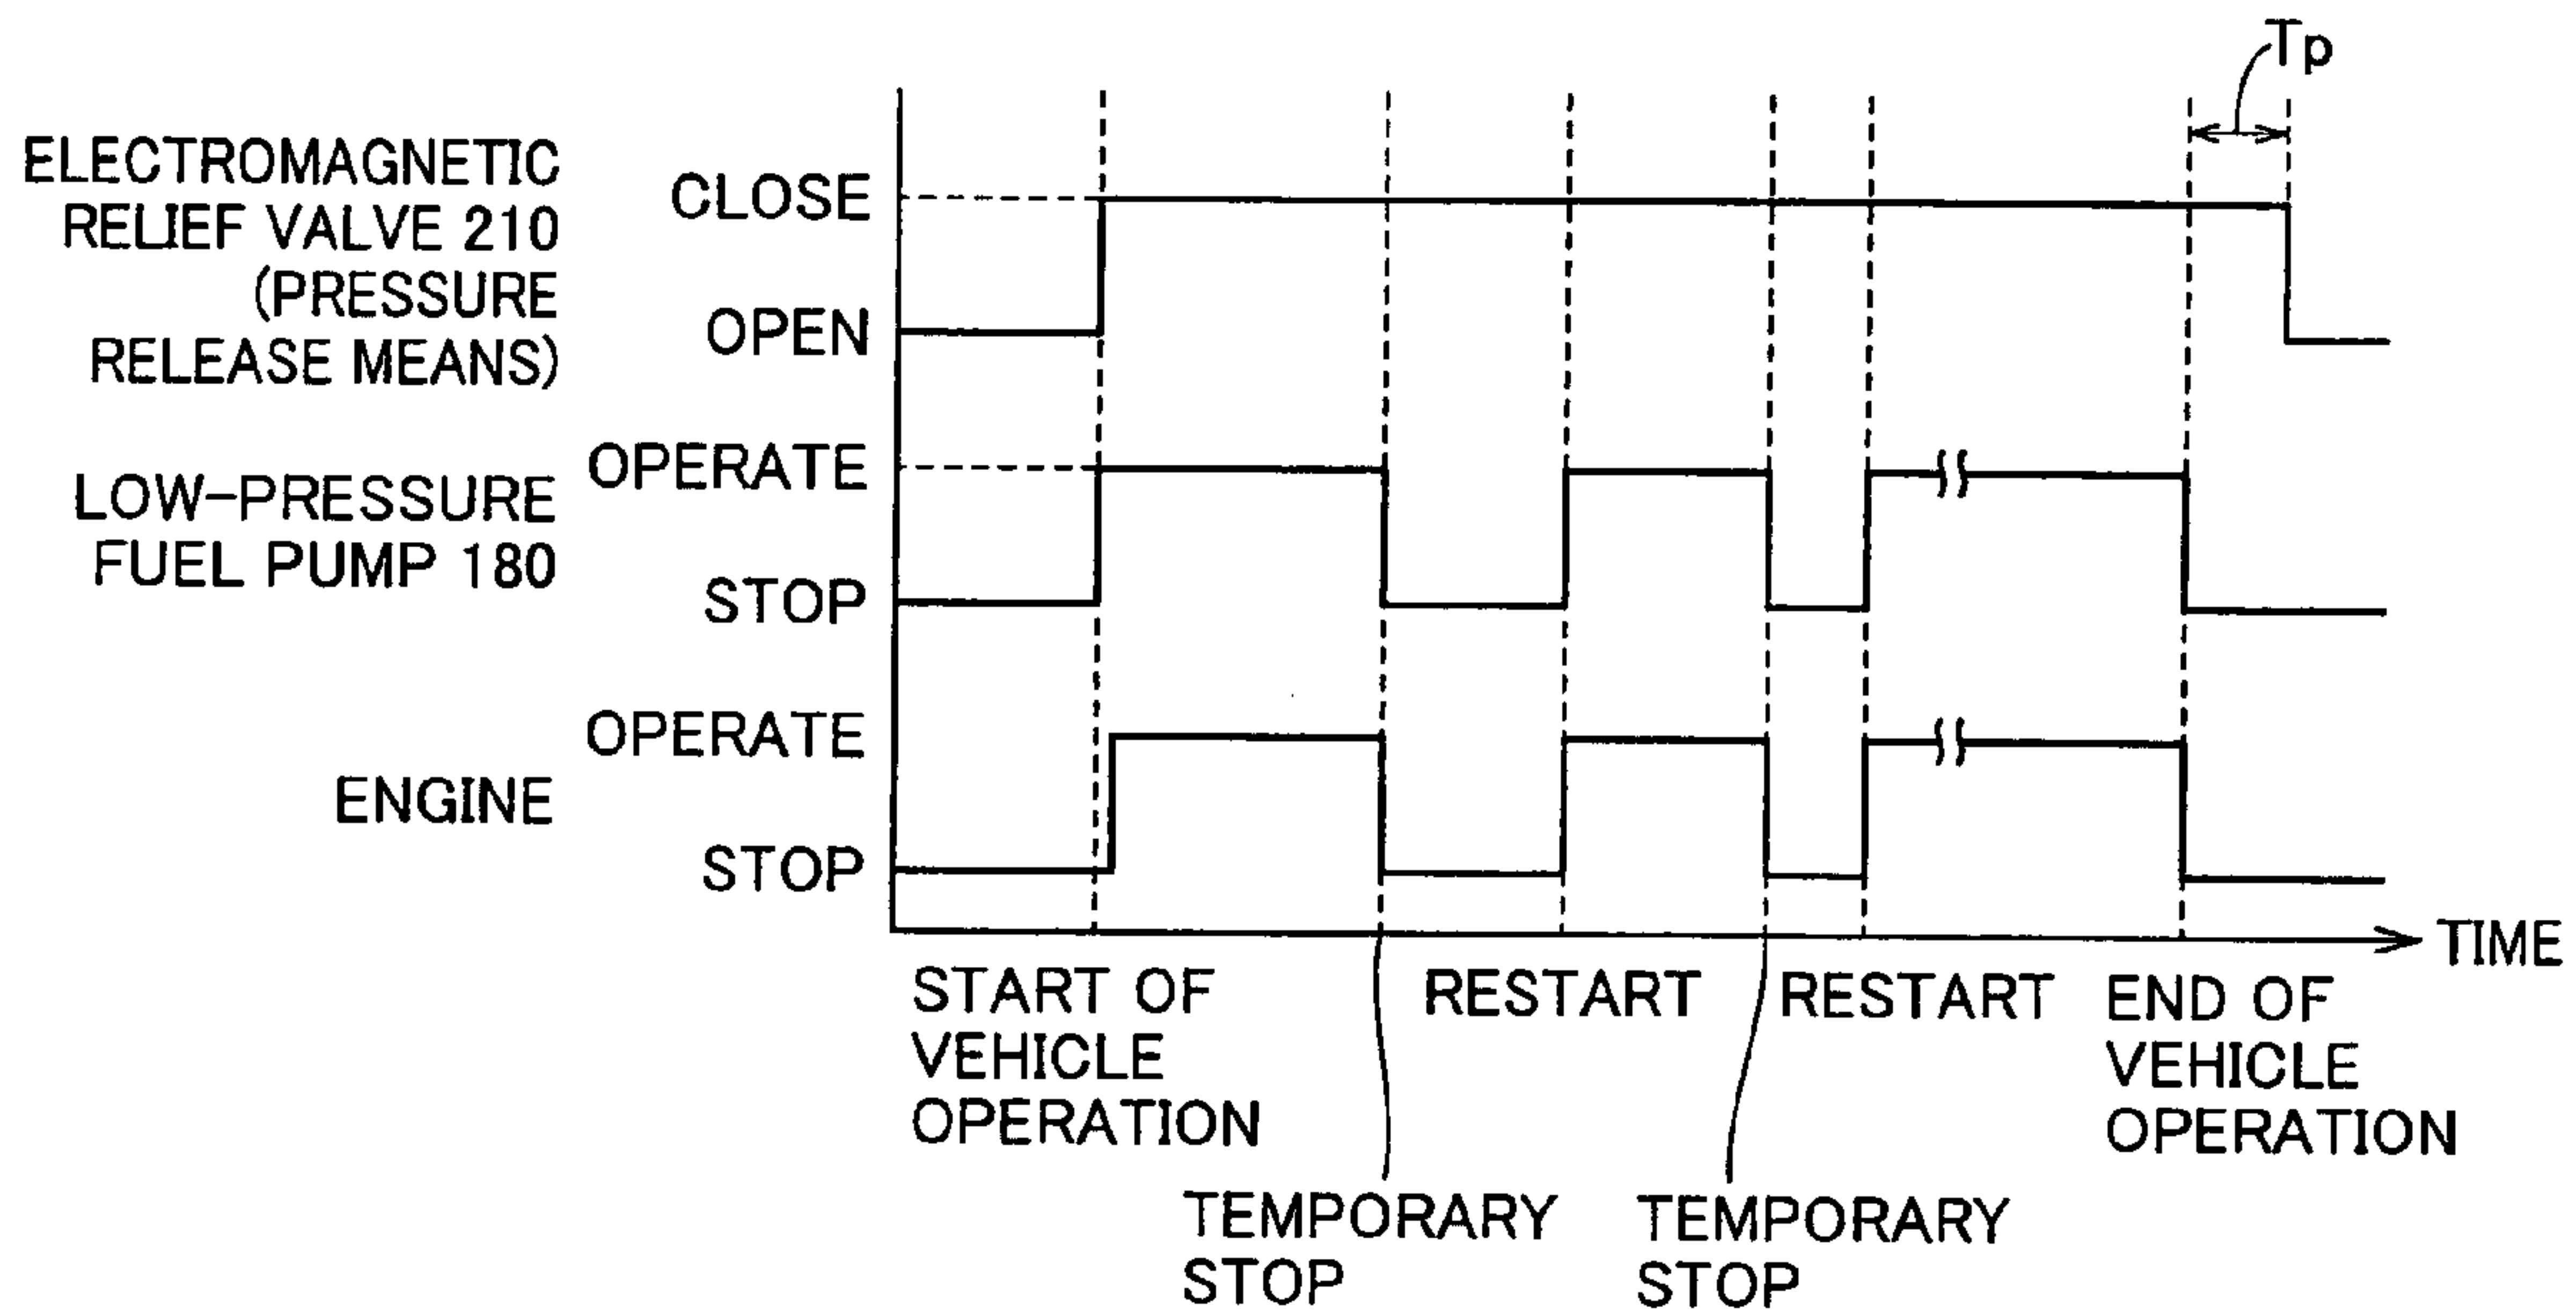 Tp
ELECTROMAGNETIC
RELIEF VALVE 210
(PRESSURE
RELEASE MEANS)
CLOSE
OPEN
LOW-PRESSURE
FUEL PUMP 180
OPERATE
STOP
ENGINE
OPERATE
STOP
TIME
START OF
VEHICLE
OPERATION
TEMPORARY
STOP
RESTART
TEMPORARY
STOP
RESTART
END OF
VEHICLE
OPERATION